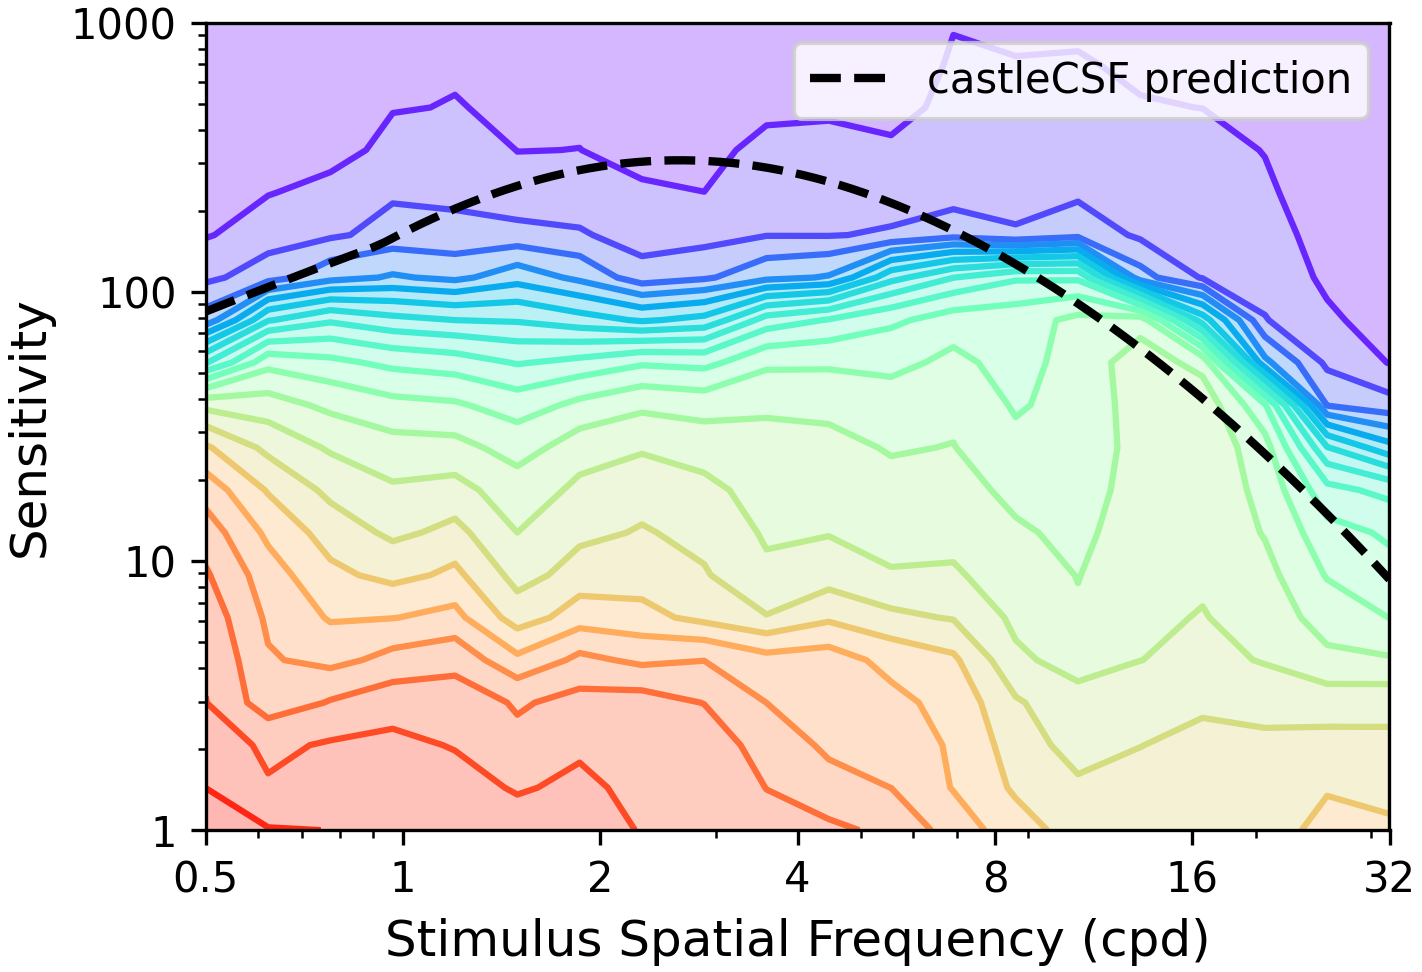 1000
100
10
1
Sensitivity
castleCSF prediction
0.5 1 2 4 8 16 32
Stimulus Spatial Frequency (cpd)